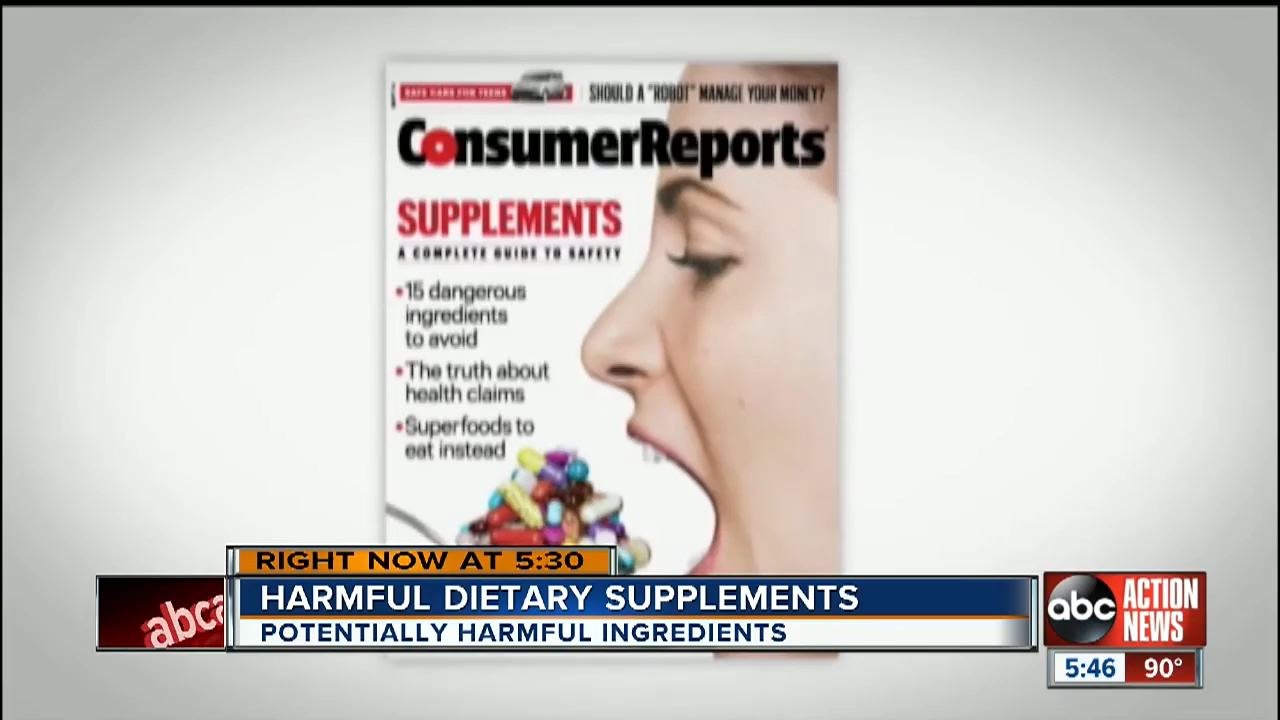 SAFE CARS FOR TEENS
SHOULD A "ROBOT" MANAGE YOUR MONEY?
ConsumerReports
SUPPLEMENTS
A COMPLETE GUIDE TO SAFETY
•15 dangerous
ingredients
to avoid
•The truth about
health claims
•Superfoods to
eat instead
RIGHT NOW AT 5:30
HARMFUL DIETARY SUPPLEMENTS
POTENTIALLY HARMFUL INGREDIENTS
abca
abc
ACTION
NEWS
5:46 90°